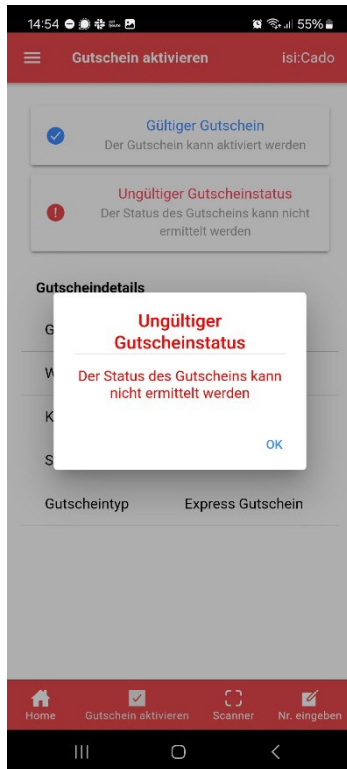 14:54
55%
Gutschein aktivieren isi:Cado
Gültiger Gutschein
Der Gutschein kann aktiviert werden
Ungültiger Gutscheinstatus
Der Status des Gutscheins kann nicht
ermittelt werden
Gutscheindetails
G
W
K
S
Ungültiger
Gutscheinstatus
Der Status des Gutscheins kann
nicht ermittelt werden
OK
Gutscheintyp Express Gutschein
Home Gutschein aktivieren Scanner Nr. eingeben